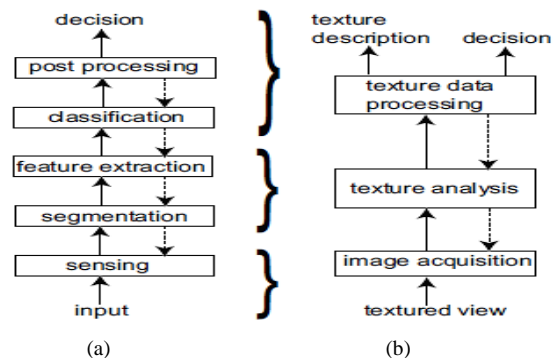 decision
post processing
classification
feature extraction
segmentation
sensing
input
(a)
texture
description
decision
texture data
processing
texture analysis
image acquisition
textured view
(b)